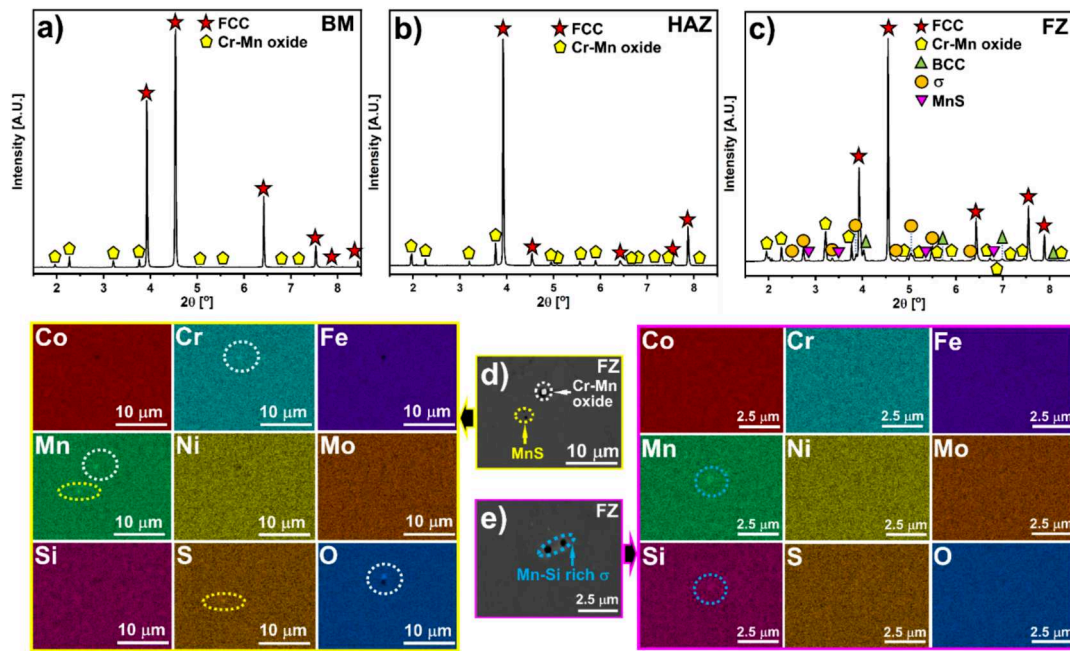 a)
BM
FCC
Cr-Mn oxide
Intensity [A.U.]
2 3 4 5 6 7 8
2θ [º]
b)
HAZ
FCC
Cr-Mn oxide
Intensity [A.U.]
2 3 4 5 6 7 8
2θ [º]
c)
FZ
FCC
Cr-Mn oxide
BCC
σ
MnS
Intensity [A.U.]
2 3 4 5 6 7 8
2θ [º]
Co
10 μm
Cr
10 μm
Fe
10 μm
Mn
10 μm
Ni
10 μm
Mo
10 μm
Si
10 μm
S
10 μm
O
10 μm
d)
FZ
Cr-Mn
oxide
MnS
10 μm
e)
FZ
Mn-Si rich σ
2.5 μm
Co
2.5 μm
Cr
2.5 μm
Fe
2.5 μm
Mn
2.5 μm
Ni
2.5 μm
Mo
2.5 μm
Si
2.5 μm
S
2.5 μm
O
2.5 μm